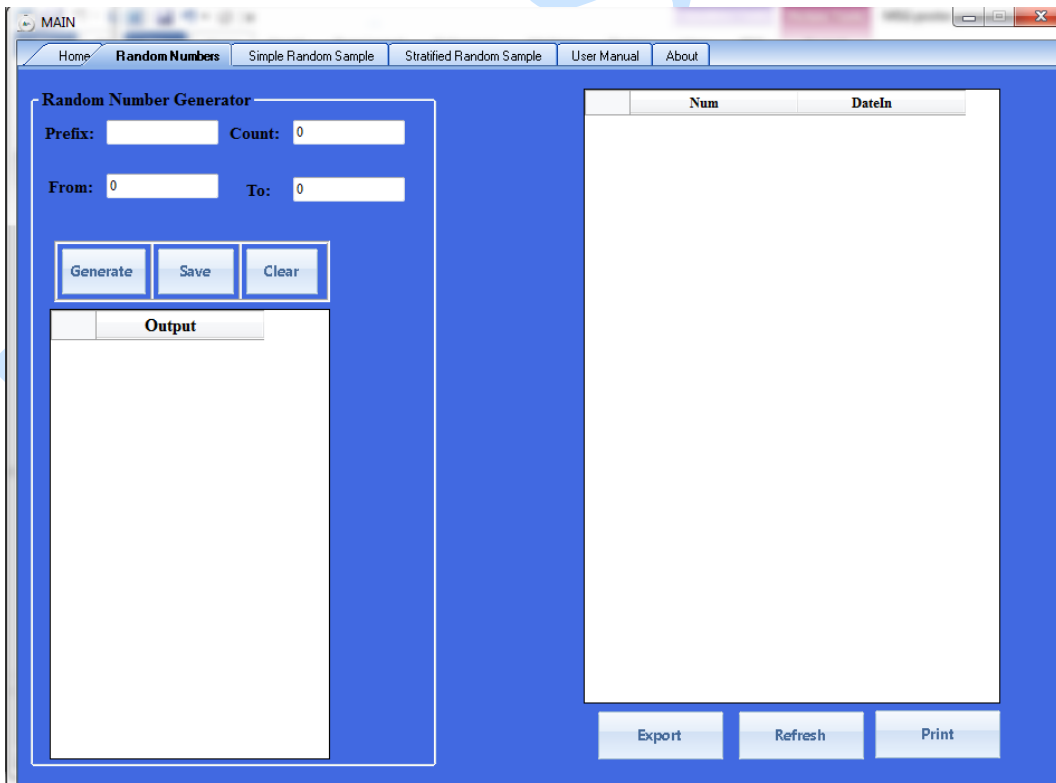 MAIN
Home Random Numbers Simple Random Sample Stratified Random Sample User Manual About
Random Number Generator
Prefix: Count: 0
From: 0 To: 0
Generate Save Clear
Output
Num DateIn
Export Refresh Print